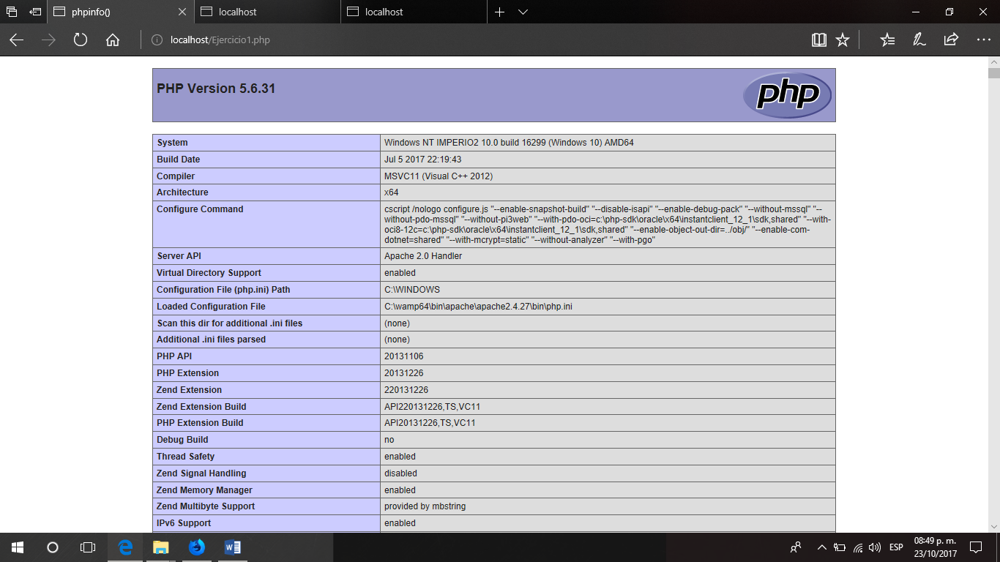 phpinfo()
localhost
localhost
localhost/Ejercicio1.php
PHP Version 5.6.31
php
System Windows NT IMPERIO2 10.0 build 16299 (Windows 10) AMD64
Build Date Jul 5 2017 22:19:43
Compiler MSVC11 (Visual C++ 2012)
Architecture x64
Configure Command cscript /nologo configure.js "--enable-snapshot-build" "--disable-isapi" "--enable-debug-pack" "--without-mssql" "--
without-pdo-mssql" "--without-pi3web" "--with-pdo-oci=c:\php-sdk\oracle\x64\instantclient_12_1\sdk,shared" "--with-
oci8-12c=c:\php-sdk\oracle\x64\instantclient_12_1\sdk,shared" "--enable-object-out-dir=../obj/" "--enable-com-
dotnet=shared" "--with-mcrypt=static" "--without-analyzer" "--with-pgo"
Server API Apache 2.0 Handler
Virtual Directory Support enabled
Configuration File (php.ini) Path C:\WINDOWS
Loaded Configuration File C:\wamp64\bin\apache\apache2.4.27\bin\php.ini
Scan this dir for additional .ini files (none)
Additional .ini files parsed (none)
PHP API 20131106
PHP Extension 20131226
Zend Extension 220131226
Zend Extension Build API220131226,TS,VC11
PHP Extension Build API20131226,TS,VC11
Debug Build no
Thread Safety enabled
Zend Signal Handling disabled
Zend Memory Manager enabled
Zend Multibyte Support provided by mbstring
IPv6 Support enabled
ESP
08:49 p. m.
23/10/2017